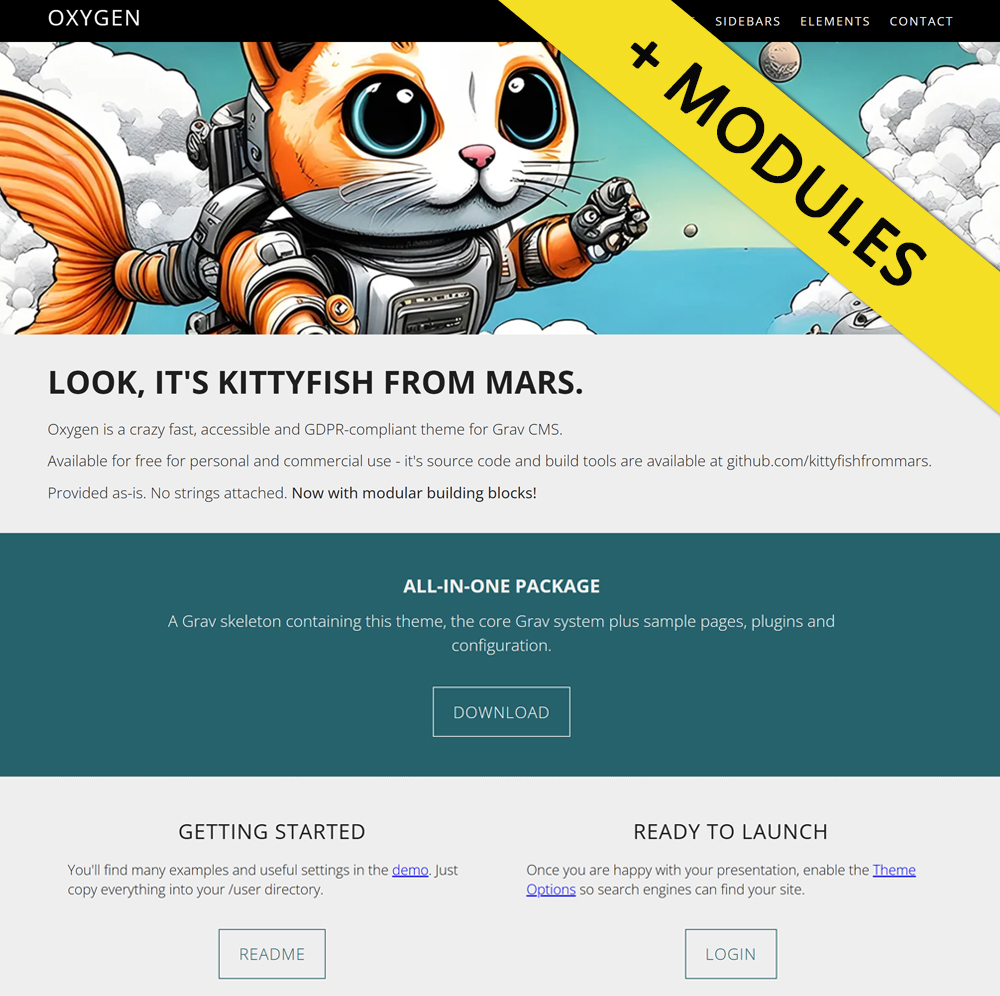 OXYGEN
SIDEBARS ELEMENTS CONTACT
+ MODULES
LOOK, IT'S KITTYFISH FROM MARS.
Oxygen is a crazy fast, accessible and GDPR-compliant theme for Grav CMS.
Available for free for personal and commercial use - it's source code and build tools are available at github.com/kittyfishfrommars.
Provided as-is. No strings attached. Now with modular building blocks!
ALL-IN-ONE PACKAGE
A Grav skeleton containing this theme, the core Grav system plus sample pages, plugins and
configuration.
DOWNLOAD
GETTING STARTED
You'll find many examples and useful settings in the demo. Just
copy everything into your /user directory.
README
READY TO LAUNCH
Once you are happy with your presentation, enable the Theme
Options so search engines can find your site.
LOGIN